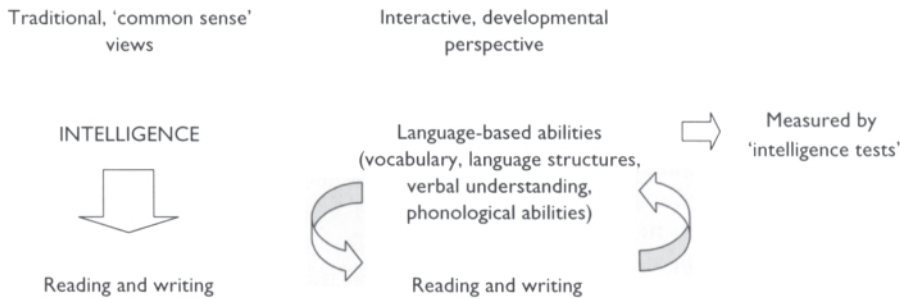 Traditional, ‘common sense’
views
Interactive, developmental
perspective
INTELLIGENCE
Reading and writing
Language-based abilities
(vocabulary, language structures,
verbal understanding,
phonological abilities)
Reading and writing
Measured by
‘intelligence tests’